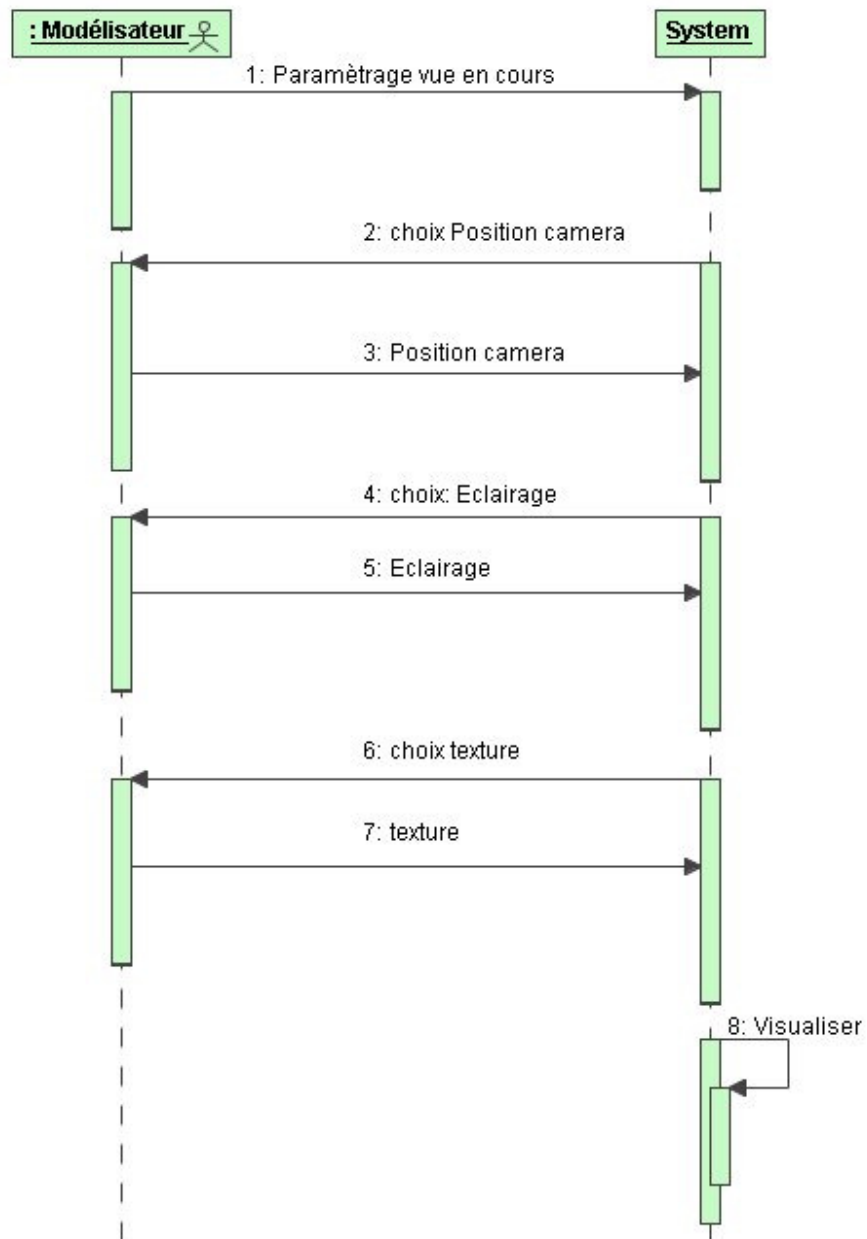 : Modélisateur
System
1: Paramètrage vue en cours
2: choix Position camera
3: Position camera
4: choix: Eclairage
5: Eclairage
6: choix texture
7: texture
8: Visualiser